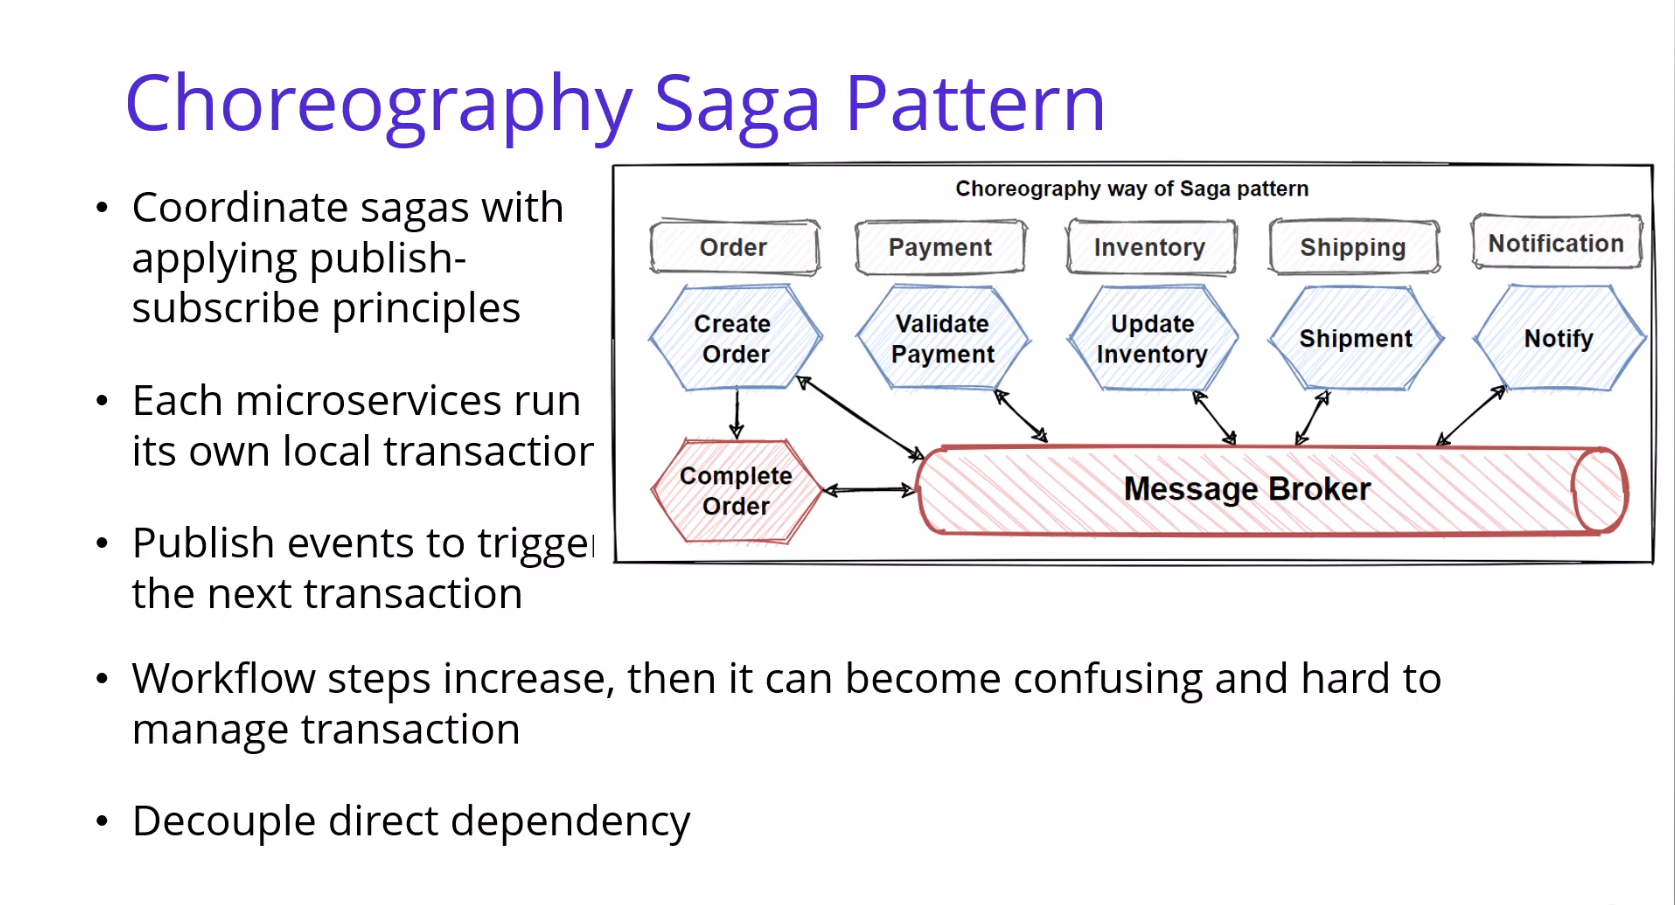 Choreography Saga Pattern
• Coordinate sagas with
applying publish-
subscribe principles
• Each microservices run
its own local transaction
• Publish events to trigger
the next transaction
• Workflow steps increase, then it can become confusing and hard to
manage transaction
• Decouple direct dependency
Choreography way of Saga pattern
Order
Payment
Inventory
Shipping
Notification
Create
Order
Validate
Payment
Update
Inventory
Shipment
Notify
Complete
Order
Message Broker